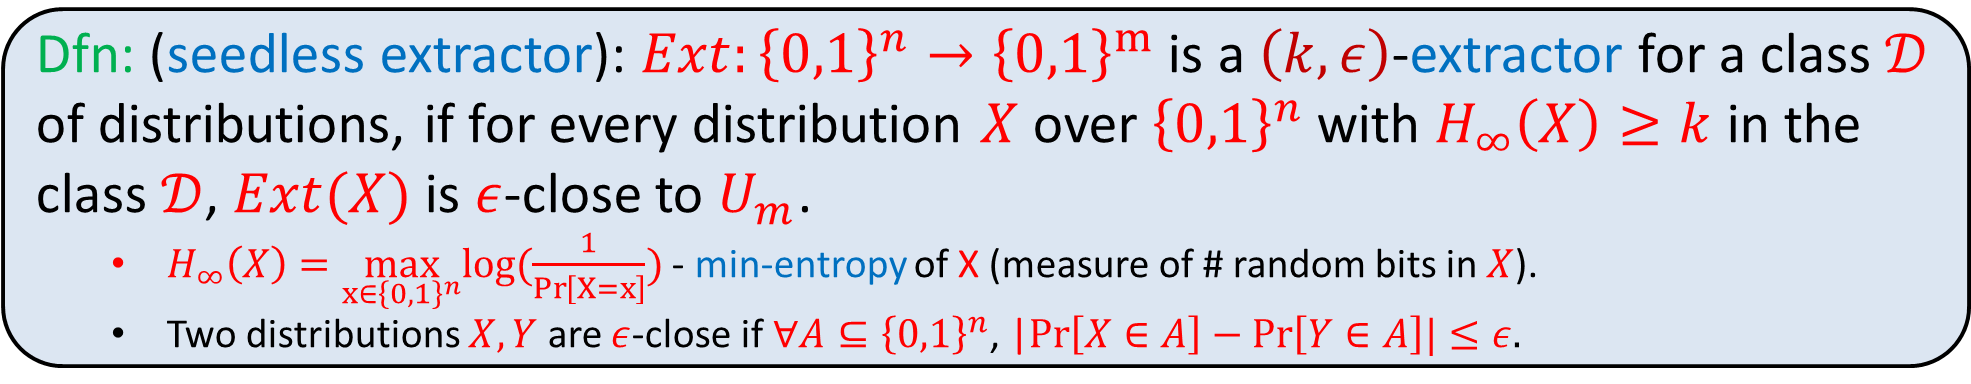 Dfn: (seedless extractor): Ext: {0,1}ⁿ → {0,1}ᵐ is a (k, ϵ)-extractor for a class 𝒟
of distributions, if for every distribution X over {0,1}ⁿ with H_∞(X) ≥ k in the
class 𝒟, Ext(X) is ϵ-close to U_m.
• H_∞(X) = max_{x∈{0,1}ⁿ} log(1/Pr[X=x]) - min-entropy of X (measure of # random bits in X).
• Two distributions X, Y are ϵ-close if ∀A ⊆ {0,1}ⁿ, |Pr[X ∈ A] − Pr[Y ∈ A]| ≤ ϵ.